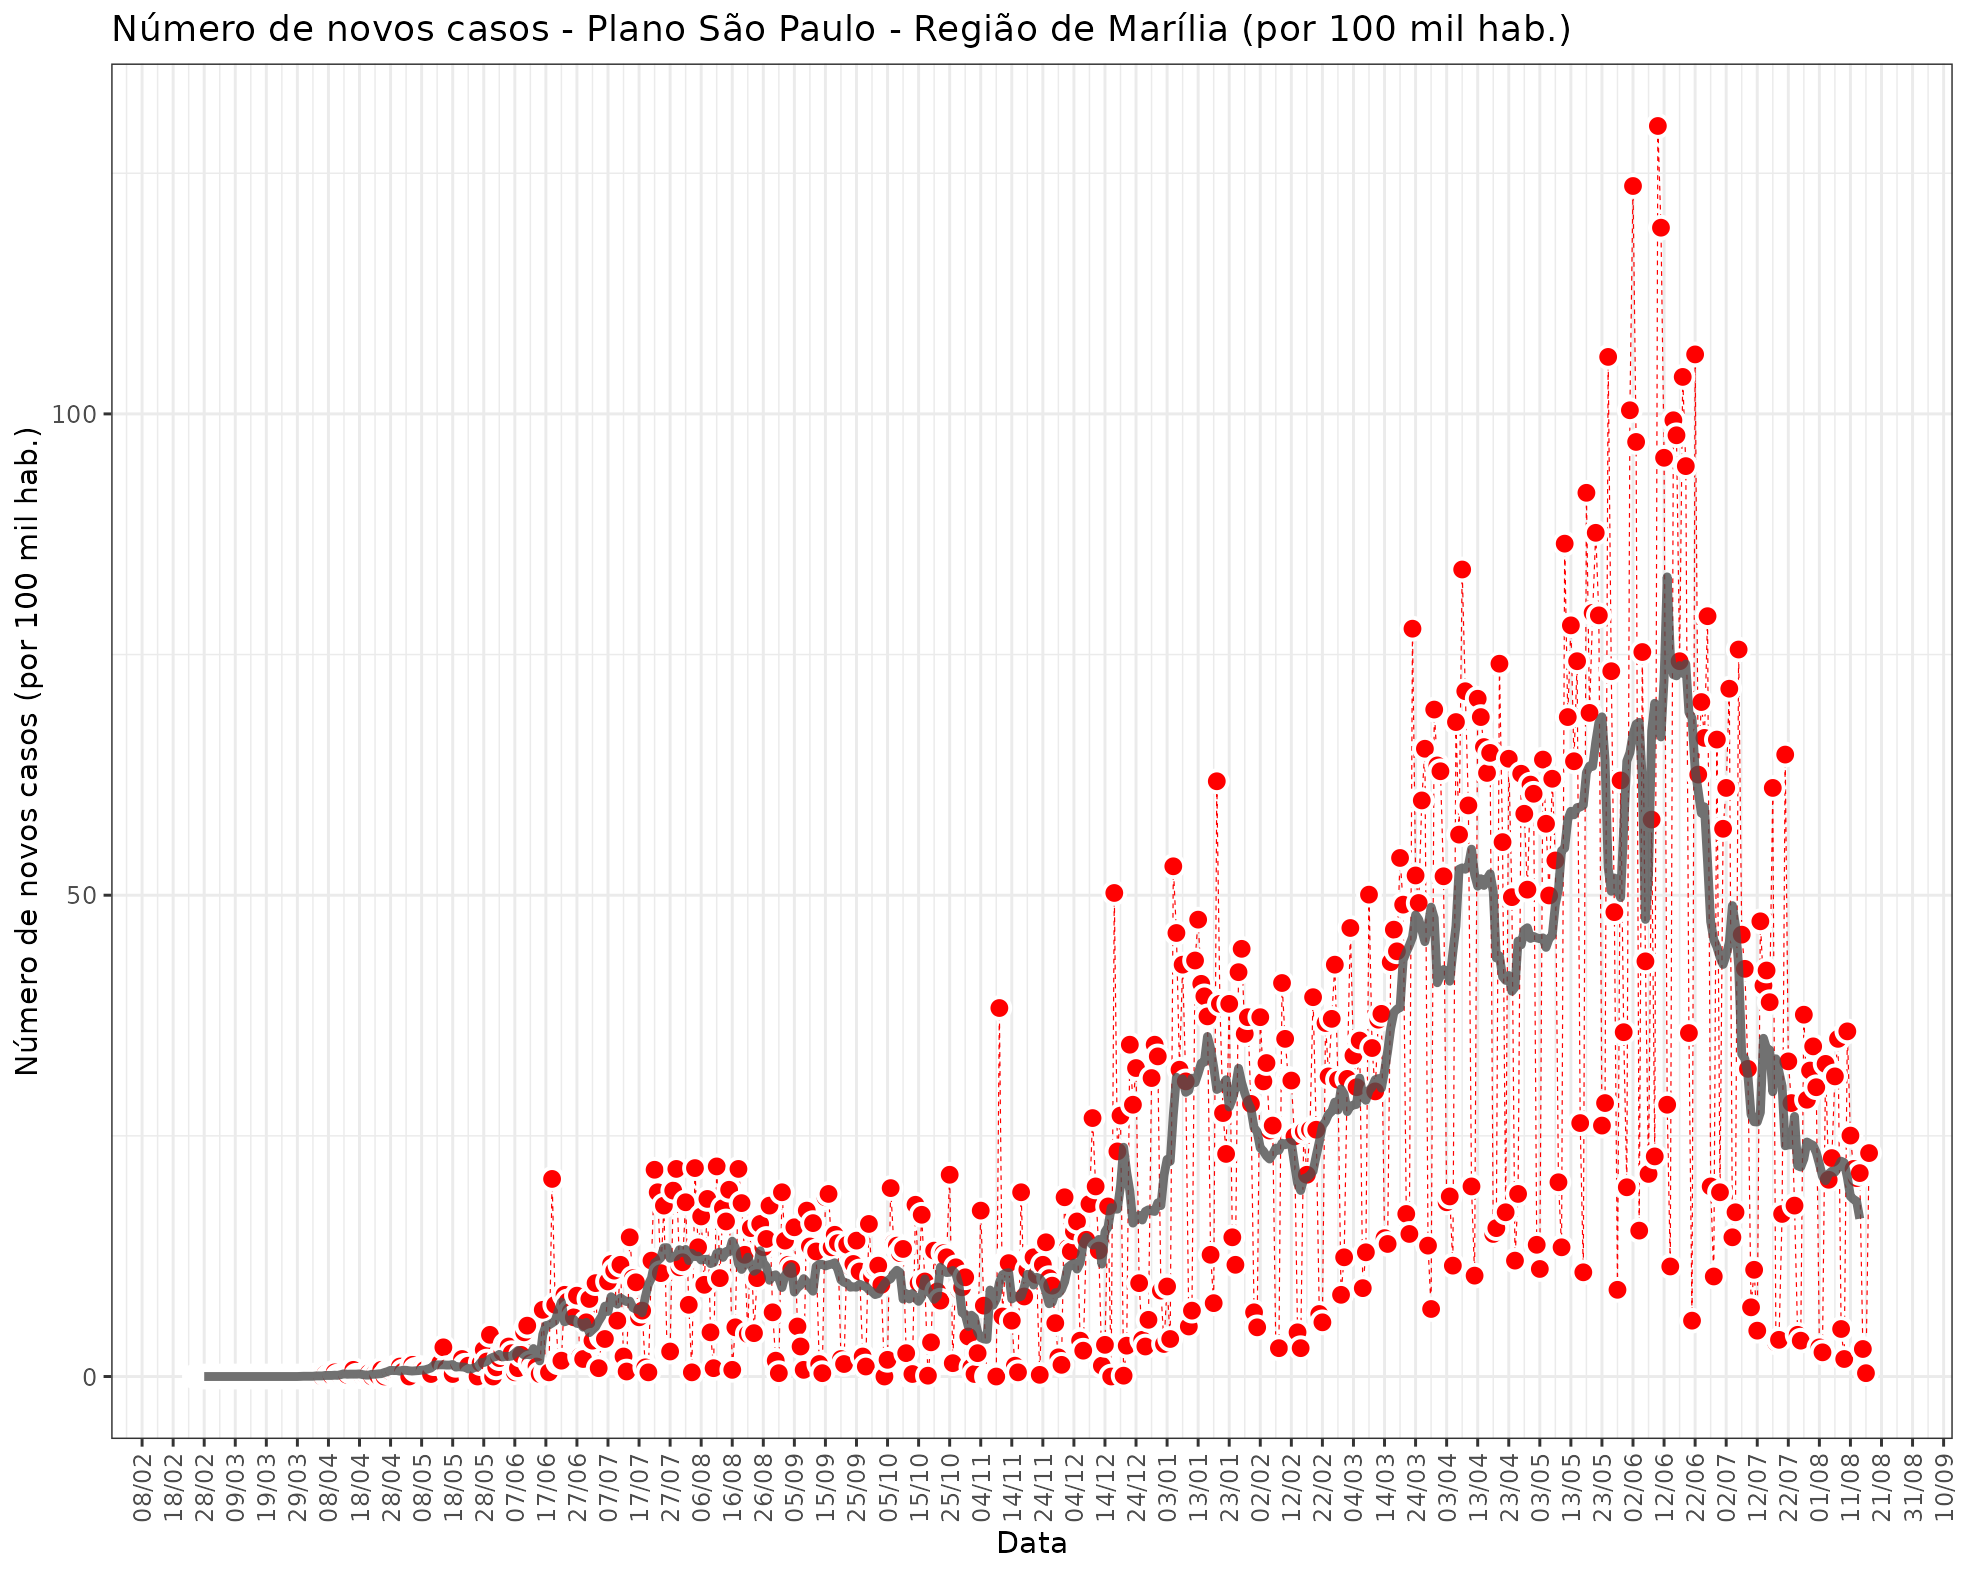 Número de novos casos - Plano São Paulo - Região de Marília (por 100 mil hab.)
Número de novos casos (por 100 mil hab.)
100
50
0
08/02 18/02 28/02 09/03 19/03 29/03 08/04 18/04 28/04 08/05 18/05 28/05 07/06 17/06 27/06 07/07 17/07 27/07 06/08 16/08 26/08 05/09 15/09 25/09 05/10 15/10 25/10 04/11 14/11 24/11 04/12 14/12 24/12 03/01 13/01 23/01 02/02 12/02 22/02 04/03 14/03 24/03 03/04 13/04 23/04 03/05 13/05 23/05 02/06 12/06 22/06 02/07 12/07 22/07 01/08 11/08 21/08 31/08 10/09
Data